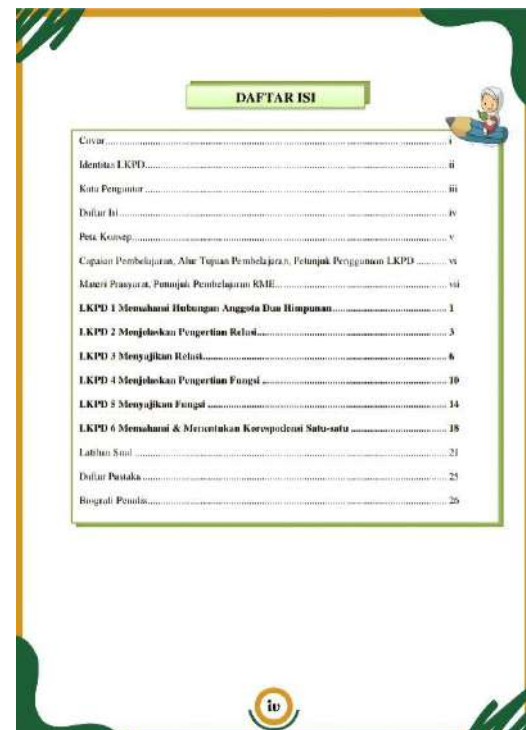 DAFTAR ISI
Cover ........ i
Identitas LKPD ........ ii
Kata Pengantar ........ iii
Daftar Isi ........ iv
Peta Konsep ........ v
Capaian Pembelajaran, Alur Tujuan Pembelajaran, Petunjuk Penggunaan LKPD ........ vi
Materi Prasyarat, Petunjuk Pembelajaran RME ........ vii
LKPD 1 Memahami Hubungan Anggota Dan Himpunan ........ 1
LKPD 2 Menjelaskan Pengertian Relasi ........ 3
LKPD 3 Menyajikan Relasi ........ 6
LKPD 4 Menjelaskan Pengertian Fungsi ........ 10
LKPD 5 Menyajikan Fungsi ........ 14
LKPD 6 Memahami & Menentukan Korespodensi Satu-satu ........ 18
Latihan Soal ........ 21
Daftar Pustaka ........ 25
Biografi Penulis ........ 26
iv